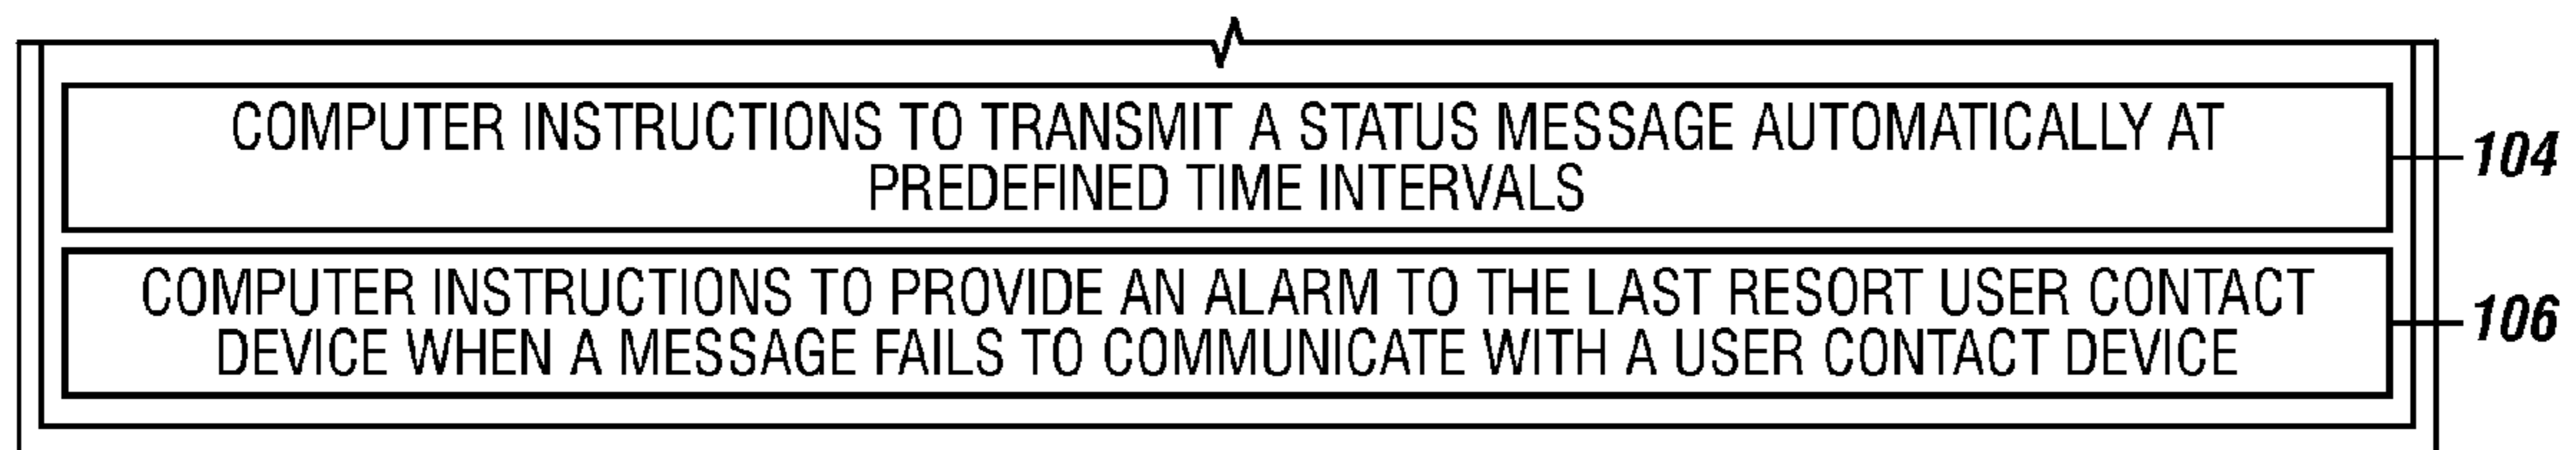 COMPUTER INSTRUCTIONS TO TRANSMIT A STATUS MESSAGE AUTOMATICALLY AT
PREDEFINED TIME INTERVALS
104
COMPUTER INSTRUCTIONS TO PROVIDE AN ALARM TO THE LAST RESORT USER CONTACT
DEVICE WHEN A MESSAGE FAILS TO COMMUNICATE WITH A USER CONTACT DEVICE
106